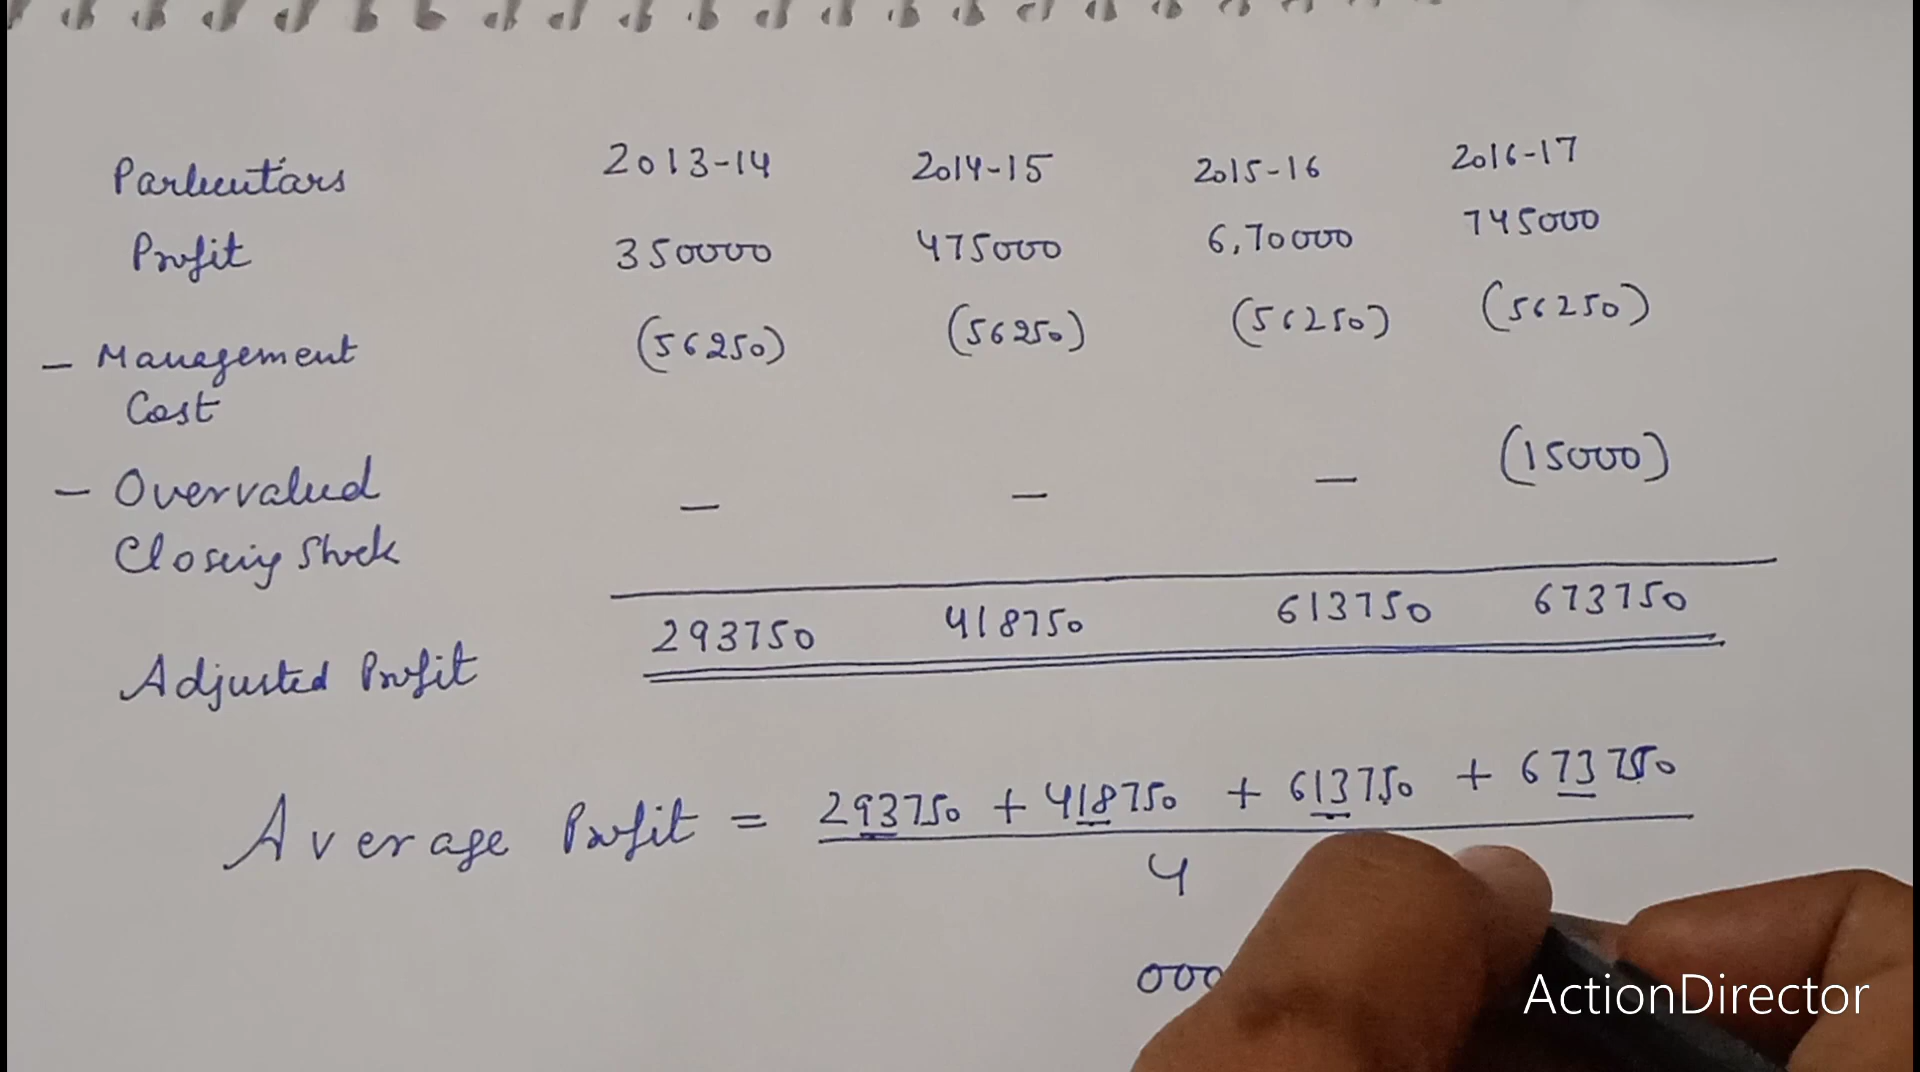 Particulars 2013-14 2014-15 2015-16 2016-17
Profit 350000 475000 6,70000 745000
- Management (56250) (56250) (56250) (56250)
Cost
- Overvalued - - - (15000)
Closing Stock
Adjusted Profit 293750 418750 613750 673750
Average Profit = 293750 + 418750 + 613750 + 673750
4
000
ActionDirector